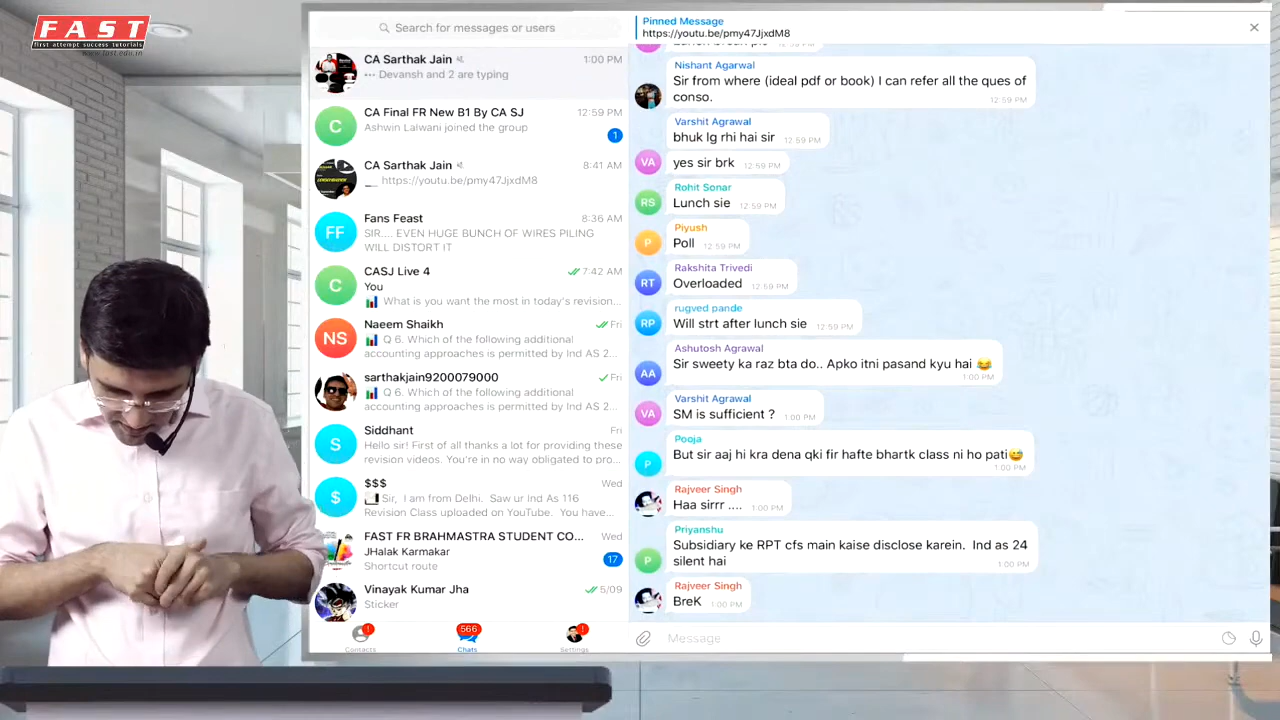 FAST
first attempt success tutorials
www.fast.edu.in
Search for messages or users
CA Sarthak Jain
1:00 PM
Devansh and 2 are typing
C
CA Final FR New B1 By CA SJ
12:59 PM
Ashwin Lalwani joined the group
1
CA Sarthak Jain
8:41 AM
https://youtu.be/pmy47JjxdM8
FF
Fans Feast
8:36 AM
SIR.... EVEN HUGE BUNCH OF WIRES PILING
WILL DISTORT IT
C
CASJ Live 4
7:42 AM
You
What is you want the most in today's revision...
NS
Naeem Shaikh
Fri
Q 6. Which of the following additional
accounting approaches is permitted by Ind AS 2...
sarthakjain9200079000
Fri
Q 6. Which of the following additional
accounting approaches is permitted by Ind AS 2...
S
Siddhant
Fri
Hello sir! First of all thanks a lot for providing these
revision videos. You're in no way obligated to pro...
$
$$$
Wed
Sir, I am from Delhi. Saw ur Ind As 116
Revision Class uploaded on YouTube. You have...
FAST FR BRAHMASTRA STUDENT CO...
Wed
JHalak Karmakar
Shortcut route
17
Vinayak Kumar Jha
5/09
Sticker
!
Contacts
566
Chats
!
Settings
Pinned Message
https://youtu.be/pmy47JjxdM8
Nishant Agarwal
Sir from where (ideal pdf or book) I can refer all the ques of
conso.
12:59 PM
Varshit Agrawal
bhuk lg rhi hai sir 12:59 PM
VA
yes sir brk 12:59 PM
Rohit Sonar
RS
Lunch sie 12:59 PM
Piyush
P
Poll 12:59 PM
Rakshita Trivedi
RT
Overloaded 12:59 PM
rugved pande
RP
Will strt after lunch sie 12:59 PM
Ashutosh Agrawal
AA
Sir sweety ka raz bta do.. Apko itni pasand kyu hai 😂
1:00 PM
Varshit Agrawal
VA
SM is sufficient ? 1:00 PM
Pooja
P
But sir aaj hi kra dena qki fir hafte bhartk class ni ho pati😅
1:00 PM
Rajveer Singh
Haa sirrr .... 1:00 PM
Priyanshu
P
Subsidiary ke RPT cfs main kaise disclose karein. Ind as 24
silent hai
1:00 PM
Rajveer Singh
BreK 1:00 PM
Message